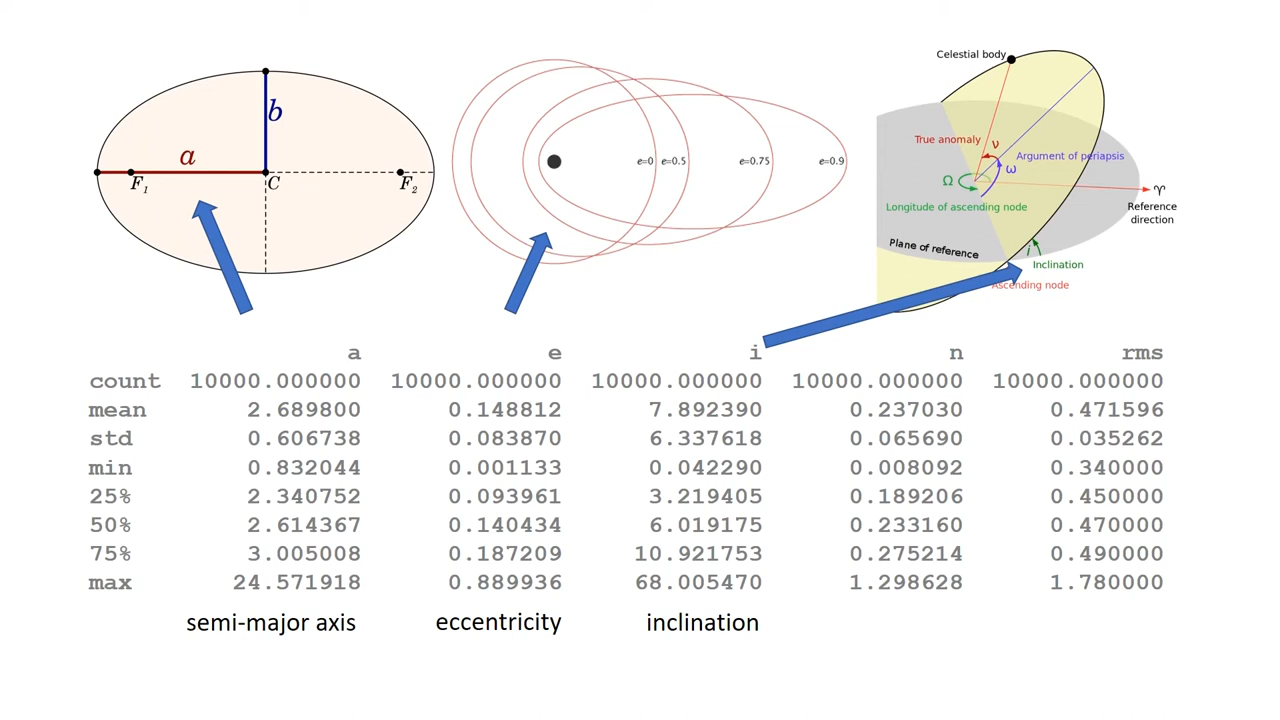 b
a
F1
C
F2
e=0
e=0.5
e=0.75
e=0.9
Celestial body
True anomaly
ν
Argument of periapsis
ω
Ω
♈
Longitude of ascending node
Reference
direction
Plane of reference
i
Inclination
Ascending node
a e i n rms
count 10000.000000 10000.000000 10000.000000 10000.000000 10000.000000
mean 2.689800 0.148812 7.892390 0.237030 0.471596
std 0.606738 0.083870 6.337618 0.065690 0.035262
min 0.832044 0.001133 0.042290 0.008092 0.340000
25% 2.340752 0.093961 3.219405 0.189206 0.450000
50% 2.614367 0.140434 6.019175 0.233160 0.470000
75% 3.005008 0.187209 10.921753 0.275214 0.490000
max 24.571918 0.889936 68.005470 1.298628 1.780000
semi-major axis eccentricity inclination